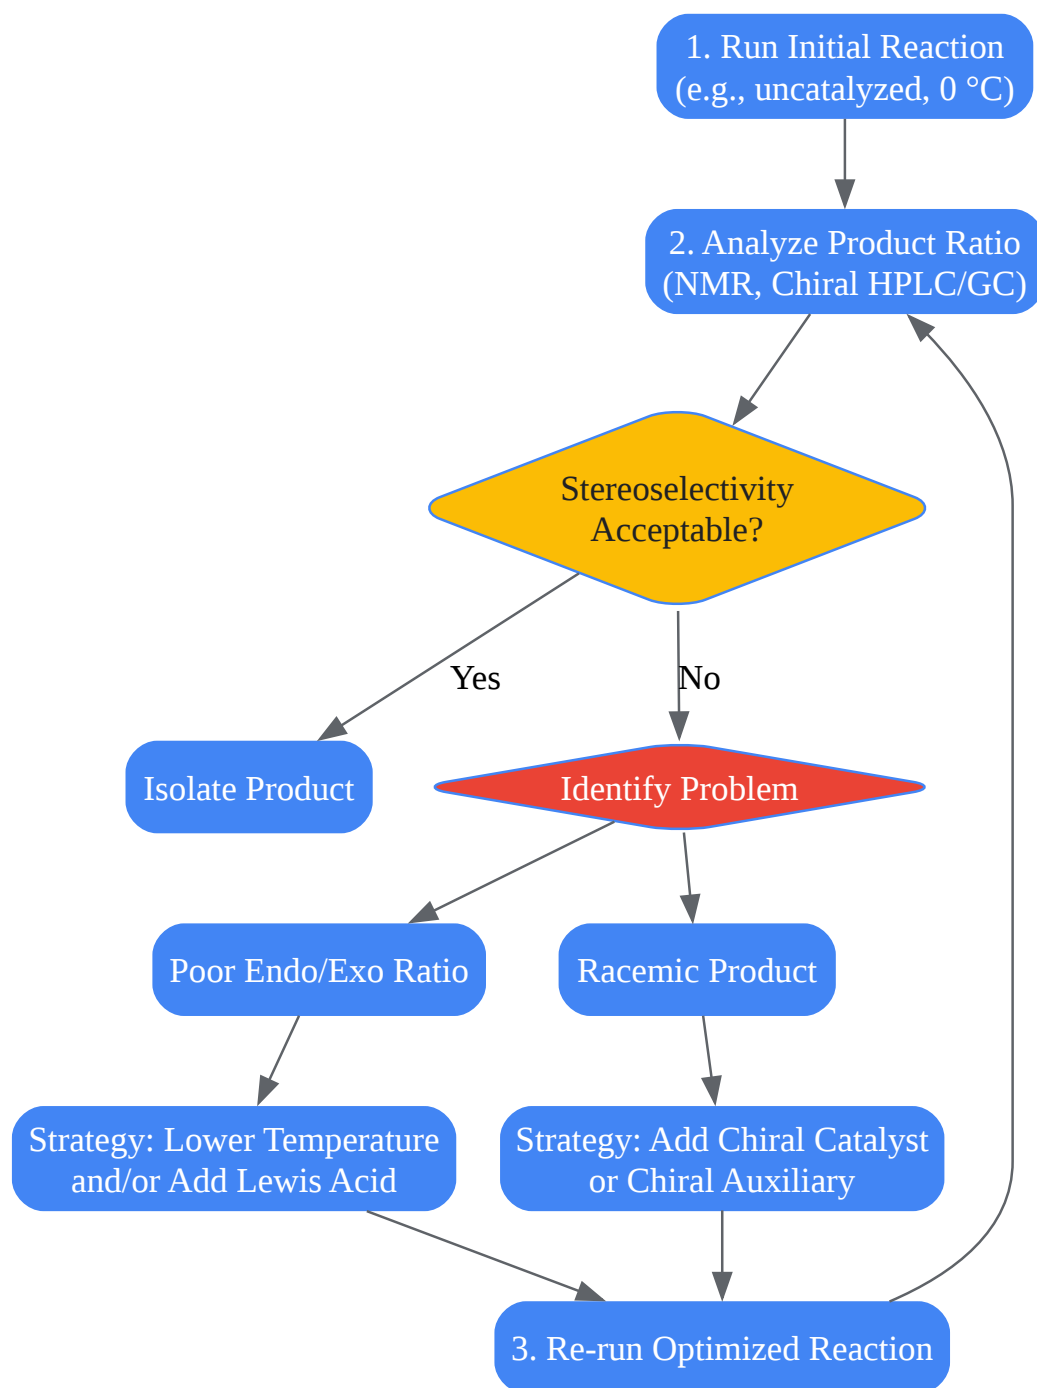 1. Run Initial Reaction
(e.g., uncatalyzed, 0 °C)
2. Analyze Product Ratio
(NMR, Chiral HPLC/GC)
Stereoselectivity
Acceptable?
Yes
No
Isolate Product
Identify Problem
Poor Endo/Exo Ratio
Racemic Product
Strategy: Lower Temperature
and/or Add Lewis Acid
Strategy: Add Chiral Catalyst
or Chiral Auxiliary
3. Re-run Optimized Reaction